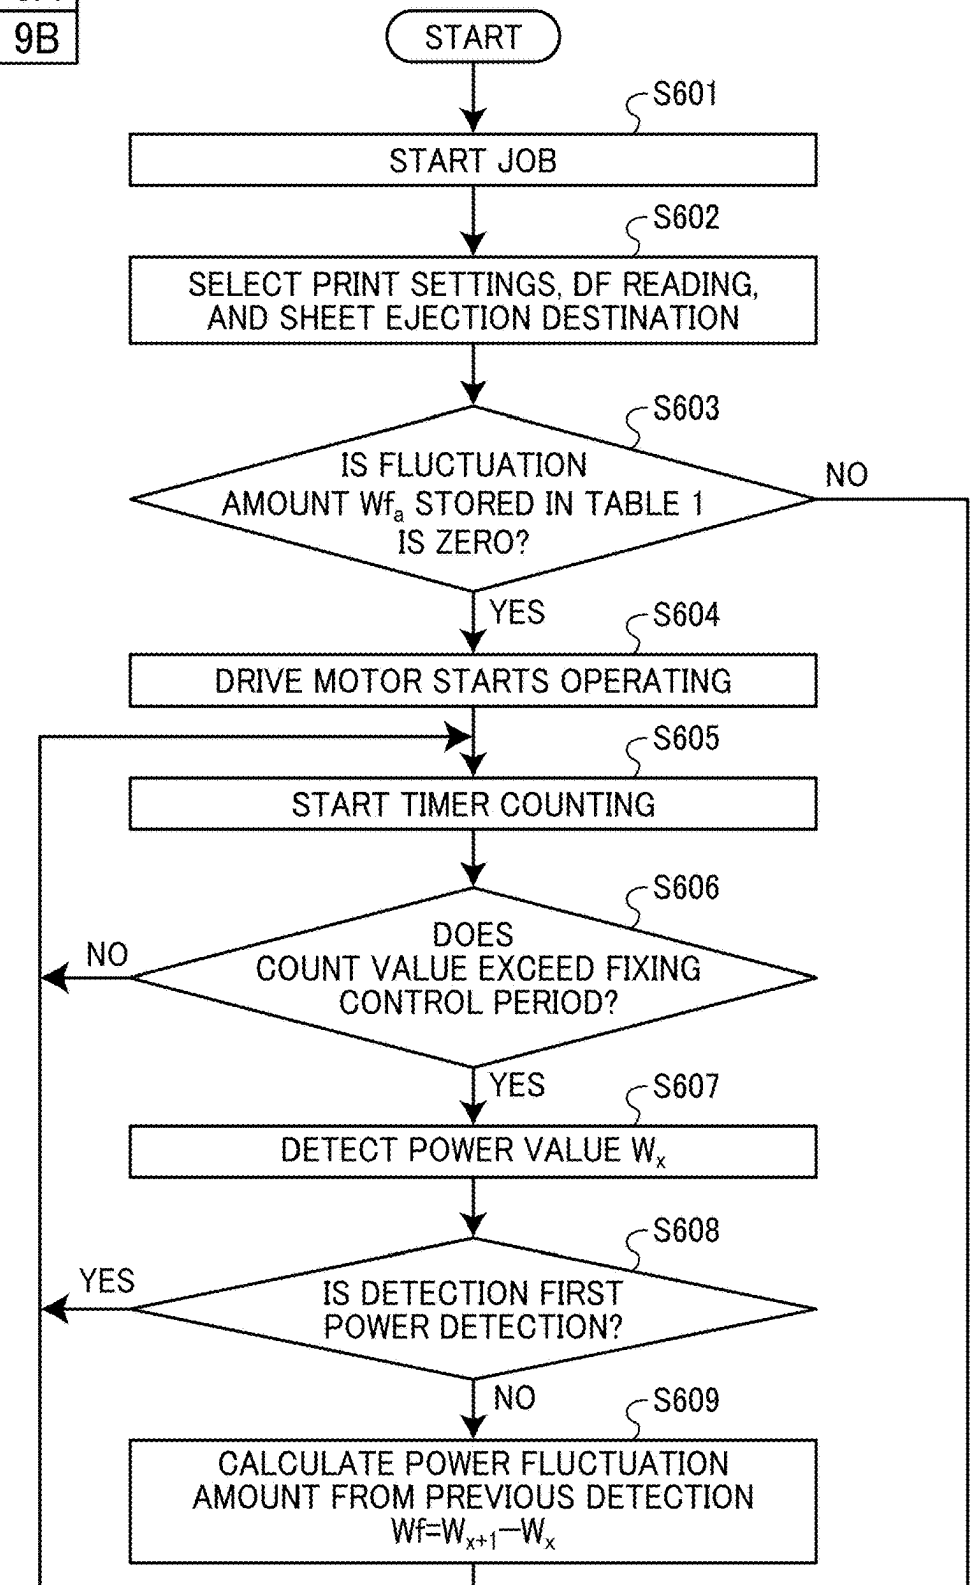 9B
START
S601
START JOB
S602
SELECT PRINT SETTINGS, DF READING,
AND SHEET EJECTION DESTINATION
S603
IS FLUCTUATION
AMOUNT Wfₐ STORED IN TABLE 1
IS ZERO?
NO
YES
S604
DRIVE MOTOR STARTS OPERATING
S605
START TIMER COUNTING
S606
DOES
COUNT VALUE EXCEED FIXING
CONTROL PERIOD?
NO
YES
S607
DETECT POWER VALUE Wₓ
S608
IS DETECTION FIRST
POWER DETECTION?
YES
NO
S609
CALCULATE POWER FLUCTUATION
AMOUNT FROM PREVIOUS DETECTION
Wf=Wₓ₊₁−Wₓ